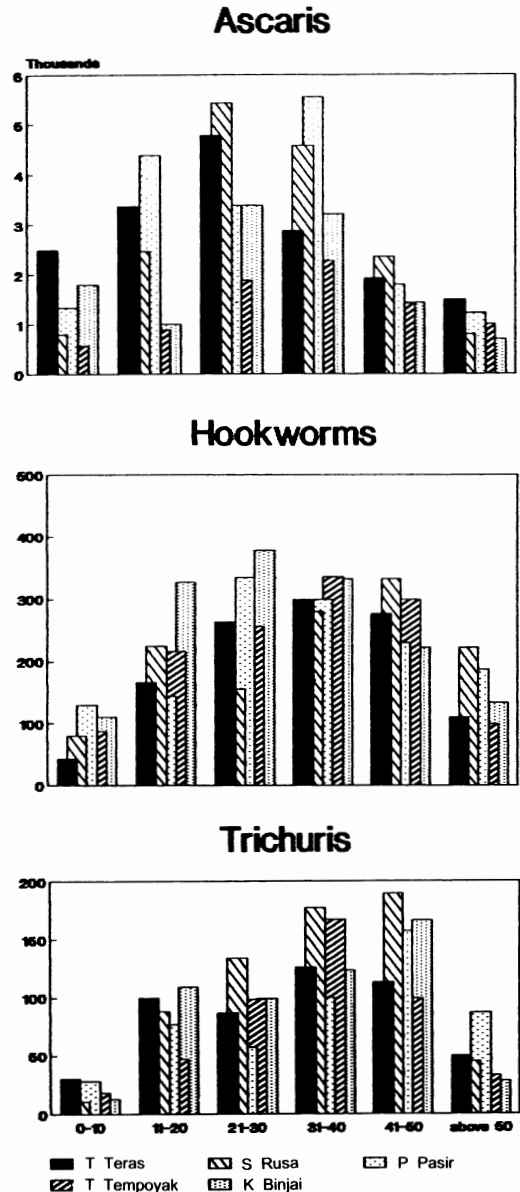 Ascaris
Thousands
6
5
4
3
2
1
0
Hookworms
500
400
300
200
100
0
Trichuris
200
150
100
50
0
0-10 11-20 21-30 31-40 41-50 above 50
T Teras S Rusa P Pasir
T Tempoyak K Binjai